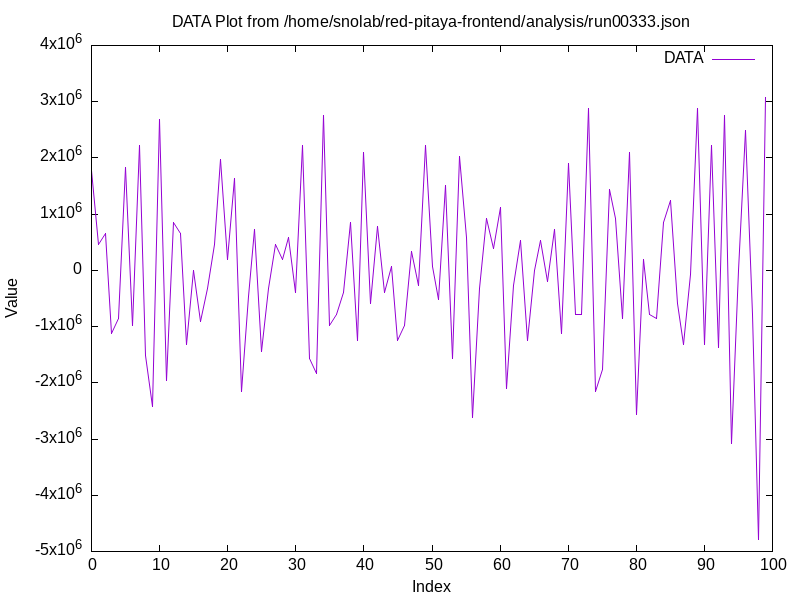 DATA Plot from /home/snolab/red-pitaya-frontend/analysis/run00333.json
DATA
4x10^6
3x10^6
2x10^6
1x10^6
0
-1x10^6
-2x10^6
-3x10^6
-4x10^6
-5x10^6
Value
0 10 20 30 40 50 60 70 80 90 100
Index